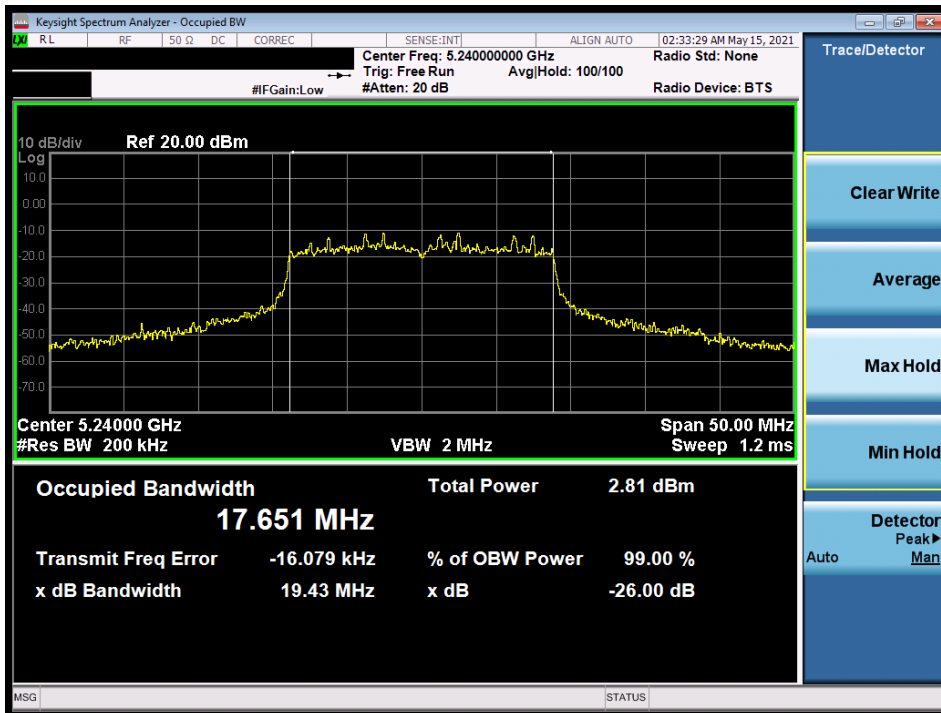 Keysight Spectrum Analyzer - Occupied BW
LXI RL RF 50 Ω DC CORREC SENSE:INT ALIGN AUTO 02:33:29 AM May 15, 2021
Center Freq: 5.240000000 GHz Radio Std: None
Trig: Free Run Avg|Hold: 100/100
#IFGain:Low #Atten: 20 dB Radio Device: BTS
Trace/Detector
10 dB/div Ref 20.00 dBm
Log
10.0
0.00
-10.0
-20.0
-30.0
-40.0
-50.0
-60.0
-70.0
Center 5.24000 GHz Span 50.00 MHz
#Res BW 200 kHz VBW 2 MHz Sweep 1.2 ms
Occupied Bandwidth Total Power 2.81 dBm
17.651 MHz
Transmit Freq Error -16.079 kHz % of OBW Power 99.00 %
x dB Bandwidth 19.43 MHz x dB -26.00 dB
Clear Write
Average
Max Hold
Min Hold
Detector
Peak▶
Auto Man
MSG STATUS